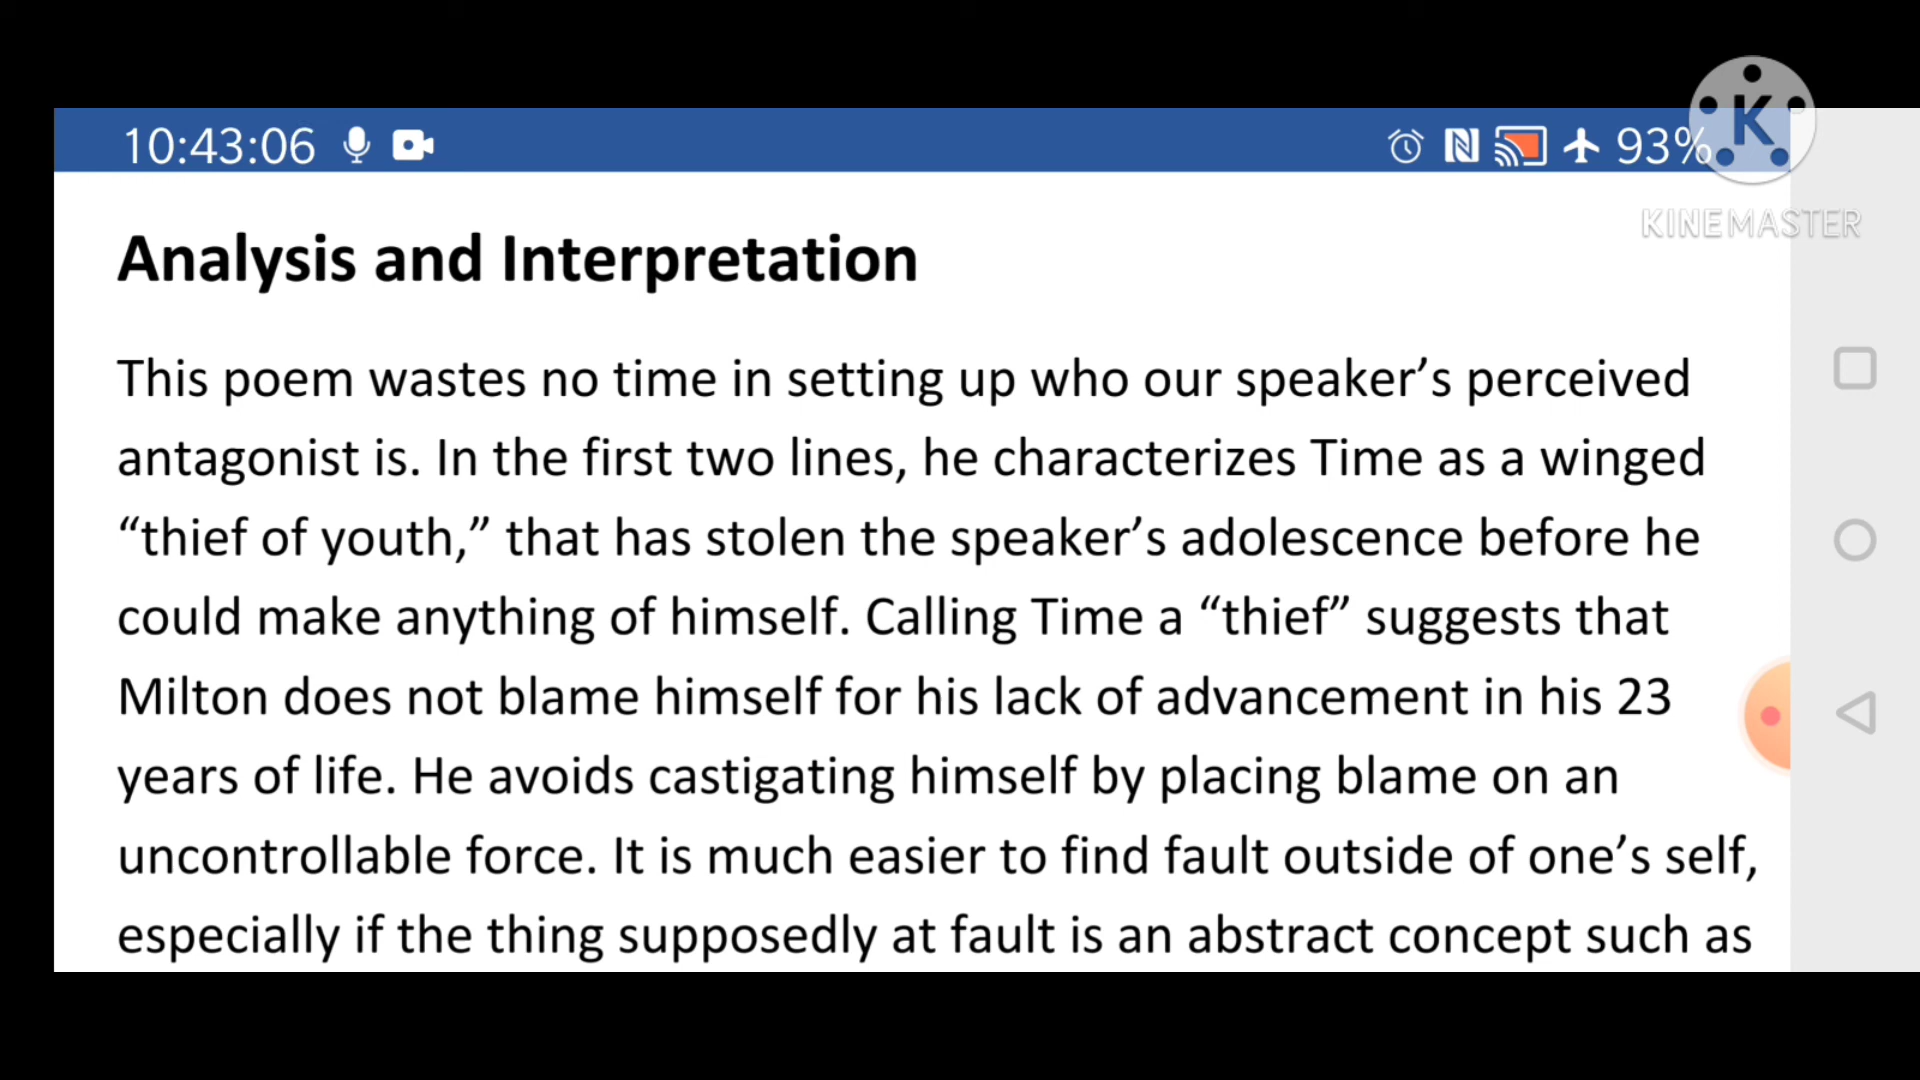 10:43:06 93%
K
KINEMASTER
Analysis and Interpretation
This poem wastes no time in setting up who our speaker’s perceived
antagonist is. In the first two lines, he characterizes Time as a winged
“thief of youth,” that has stolen the speaker’s adolescence before he
could make anything of himself. Calling Time a “thief” suggests that
Milton does not blame himself for his lack of advancement in his 23
years of life. He avoids castigating himself by placing blame on an
uncontrollable force. It is much easier to find fault outside of one’s self,
especially if the thing supposedly at fault is an abstract concept such as